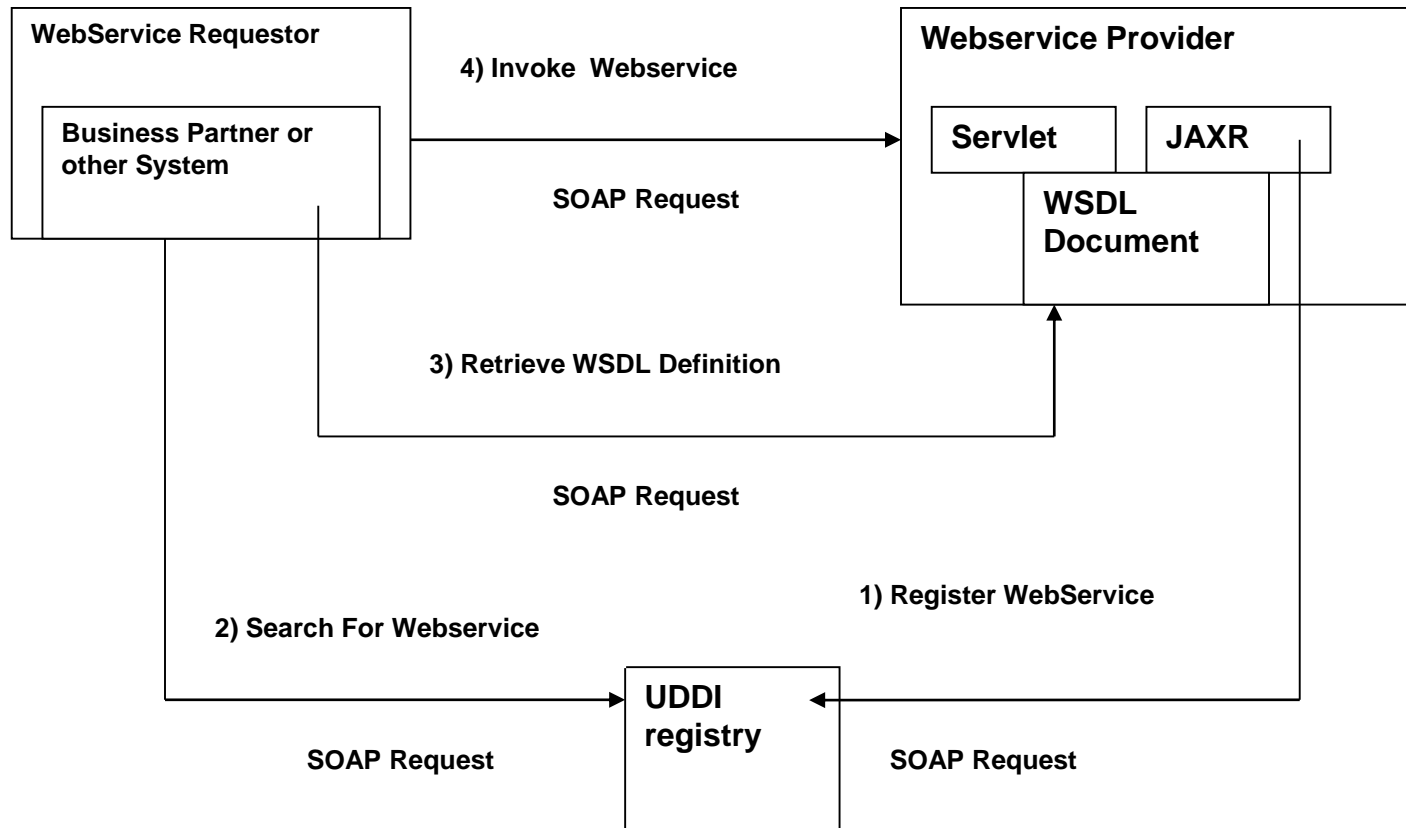 WebService Requestor
Business Partner or
other System
4) Invoke Webservice
SOAP Request
Webservice Provider
Servlet
JAXR
WSDL
Document
3) Retrieve WSDL Definition
SOAP Request
1) Register WebService
2) Search For Webservice
UDDI
registry
SOAP Request
SOAP Request